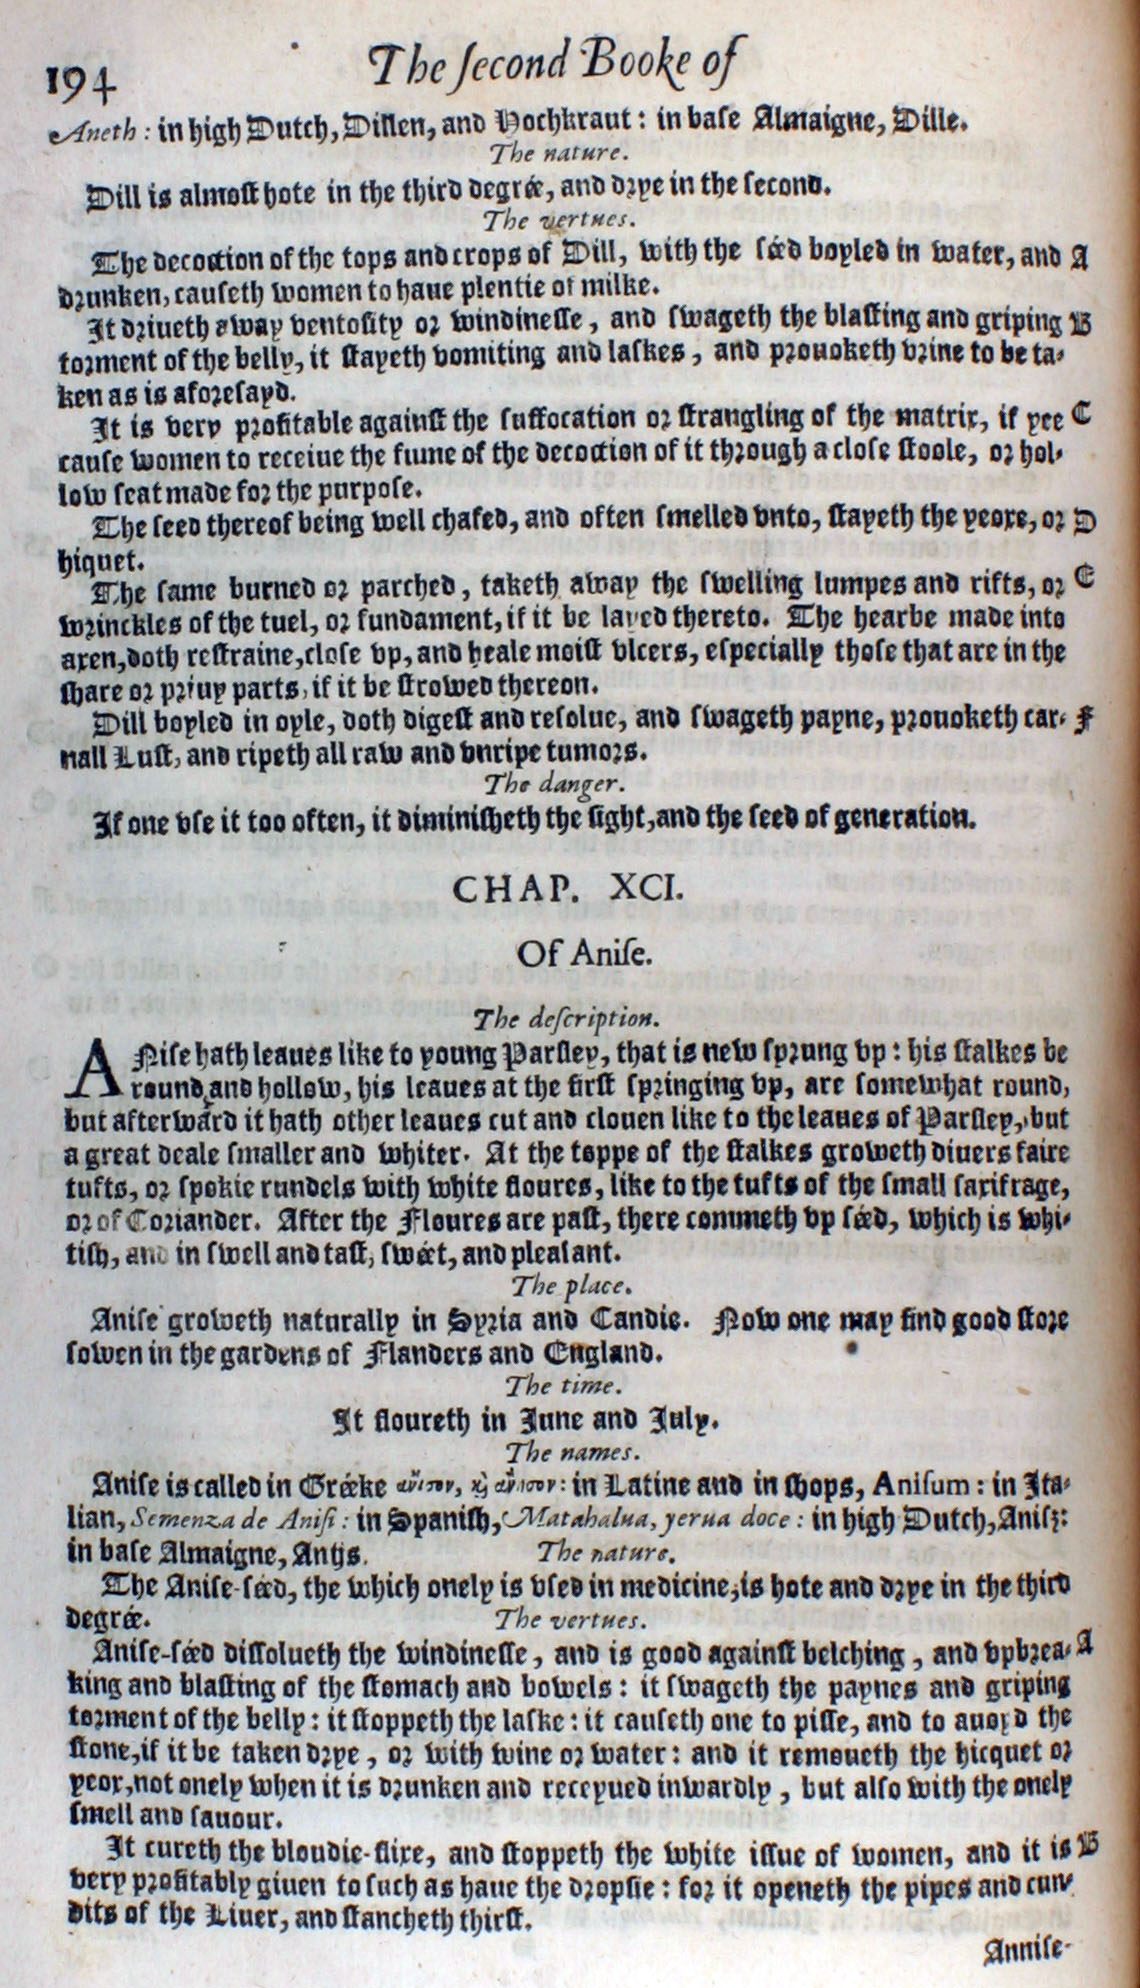 194
The ſecond Booke of
Aneth: in high Dutch, Dillen, and Hochkraut: in baſe Almaigne, Dille.
The nature.
Dill is almoſt hote in the third degrée, and drye in the ſecond.
The vertues.
The decoction of the tops and crops of Dill, with the ſéed boyled in water, and A
drunken, cauſeth women to haue plentie of milke.
It driueth away ventoſity or windineſſe, and ſwageth the blaſting and griping B
torment of the belly, it ſtayeth vomiting and laſkes, and prouoketh vrine to be ta-
ken as is aforeſayd.
It is very profitable againſt the ſuffocation or ſtrangling of the matrix, if yee C
cauſe women to receiue the fume of the decoction of it through a cloſe ſtoole, or hol-
low ſeat made for the purpoſe.
The ſeed thereof being well chafed, and often ſmelled vnto, ſtayeth the yeoxe, or D
hiquet.
The ſame burned or parched, taketh away the ſwelling lumpes and rifts, or E
wrinckles of the tuel, or fundament, if it be layed thereto. The hearbe made into
axen, doth reſtraine, cloſe vp, and heale moiſt vlcers, eſpecially thoſe that are in the
ſhare or priuy parts, if it be ſtrowed thereon.
Dill boyled in oyle, doth digeſt and reſolue, and ſwageth payne, prouoketh car- F
nall Luſt, and ripeth all raw and vnripe tumors.
The danger.
If one vſe it too often, it diminiſheth the ſight, and the ſeed of generation.
CHAP. XCI.
Of Aniſe.
The deſcription.
ANiſe hath leaues like to young Parſley, that is new ſprung vp: his ſtalkes be
round and hollow, his leaues at the firſt ſpringing vp, are ſomewhat round,
but afterward it hath other leaues cut and clouen like to the leaues of Parſley, but
a great deale ſmaller and whiter. At the toppe of the ſtalkes groweth diuers faire
tufts, or ſpokie rundels with white floures, like to the tufts of the ſmall ſaxifrage,
or of Coriander. After the Floures are paſt, there commeth vp ſéed, which is whi-
tiſh, and in ſwell and taſt, ſwéet, and pleaſant.
The place.
Aniſe groweth naturally in Syria and Candie. Now one may find good ſtore
ſowen in the gardens of Flanders and England.
The time.
It floureth in June and July.
The names.
Aniſe is called in Gréeke : in Latine and in ſhops, Aniſum: in Ita-
lian, Semenza de Aniſi: in Spaniſh, Matahalua, yerua doce: in high Dutch, Aniſz:
in baſe Almaigne, Anijs. The nature.
The Aniſe-ſéed, the which onely is vſed in medicine, is hote and drye in the third
degrée. The vertues.
Aniſe-ſéed diſſolueth the windineſſe, and is good againſt belching, and vpbrea- A
king and blaſting of the ſtomach and bowels: it ſwageth the paynes and griping
torment of the belly: it ſtoppeth the laſke: it cauſeth one to piſſe, and to auoyd the
ſtone, if it be taken drye, or with wine or water: and it remoueth the hicquet or
yeox, not onely when it is drunken and receyued inwardly, but alſo with the onely
ſmell and ſauour.
It cureth the bloudie-flixe, and ſtoppeth the white iſſue of women, and it is B
very profitably giuen to ſuch as haue the dropſie: for it openeth the pipes and cun-
dits of the Liuer, and ſtancheth thirſt.
Anniſe-